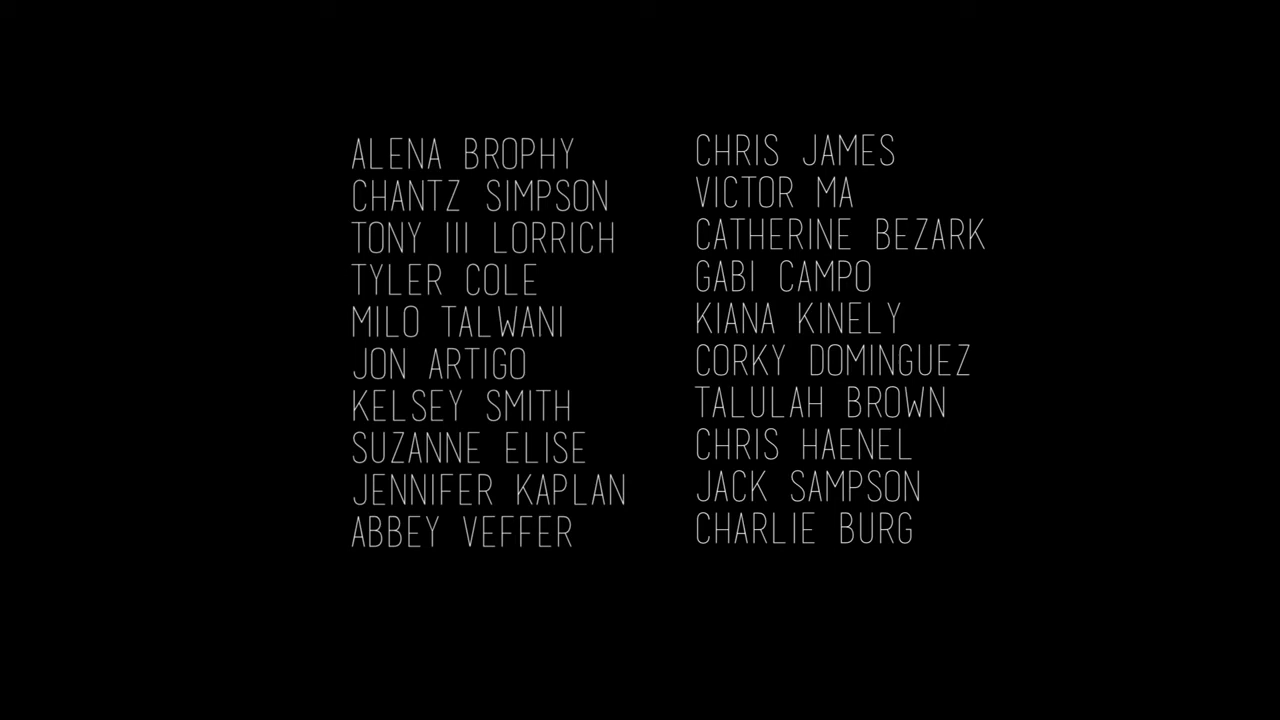 ALENA BROPHY
CHANTZ SIMPSON
TONY III LORRICH
TYLER COLE
MILO TALWANI
JON ARTIGO
KELSEY SMITH
SUZANNE ELISE
JENNIFER KAPLAN
ABBEY VEFFER
CHRIS JAMES
VICTOR MA
CATHERINE BEZARK
GABI CAMPO
KIANA KINELY
CORKY DOMINGUEZ
TALULAH BROWN
CHRIS HAENEL
JACK SAMPSON
CHARLIE BURG